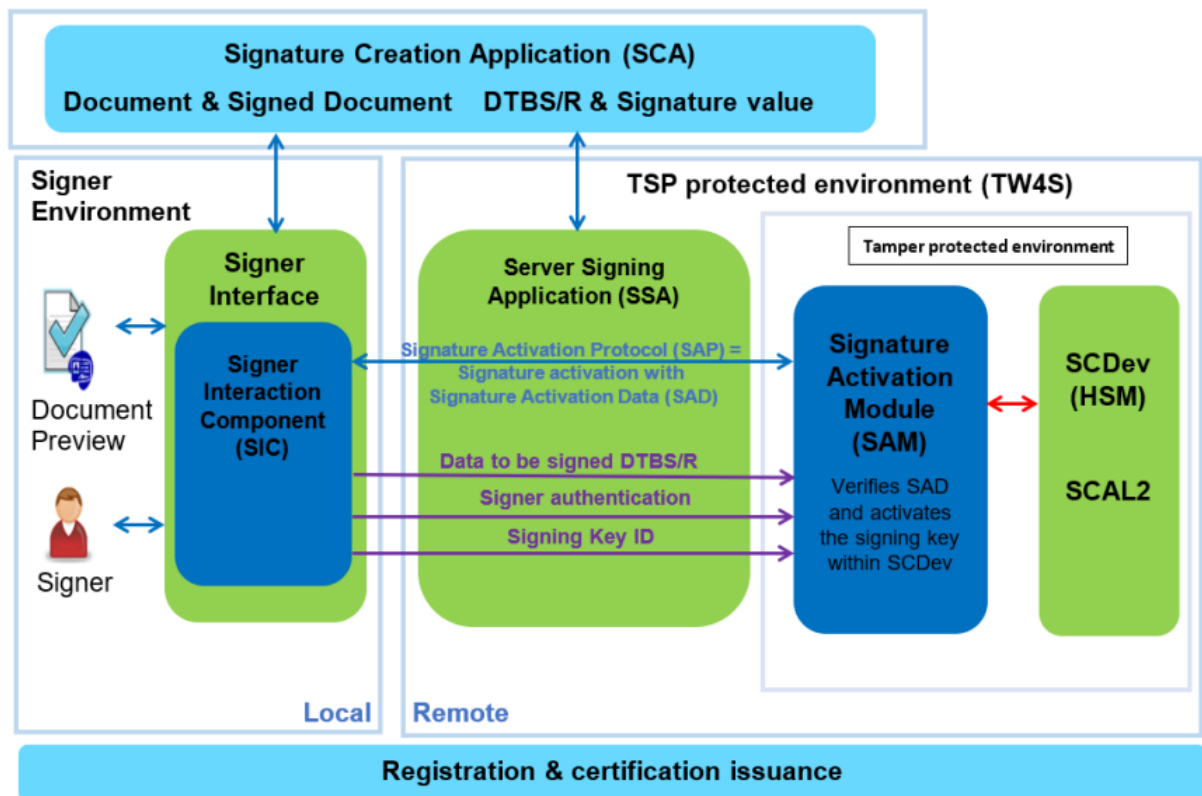 Signature Creation Application (SCA)
Document & Signed Document DTBS/R & Signature value
Signer
Environment
TSP protected environment (TW4S)
Tamper protected environment
Signer
Interface
Server Signing
Application (SSA)
Signer
Interaction
Component
(SIC)
Signature Activation Protocol (SAP) =
Signature activation with
Signature Activation Data (SAD)
Signature
Activation
Module
(SAM)
SCDev
(HSM)
Document
Preview
Data to be signed DTBS/R
Signer authentication
Signing Key ID
Verifies SAD
and activates
the signing key
within SCDev
SCAL2
Signer
Local
Remote
Registration & certification issuance